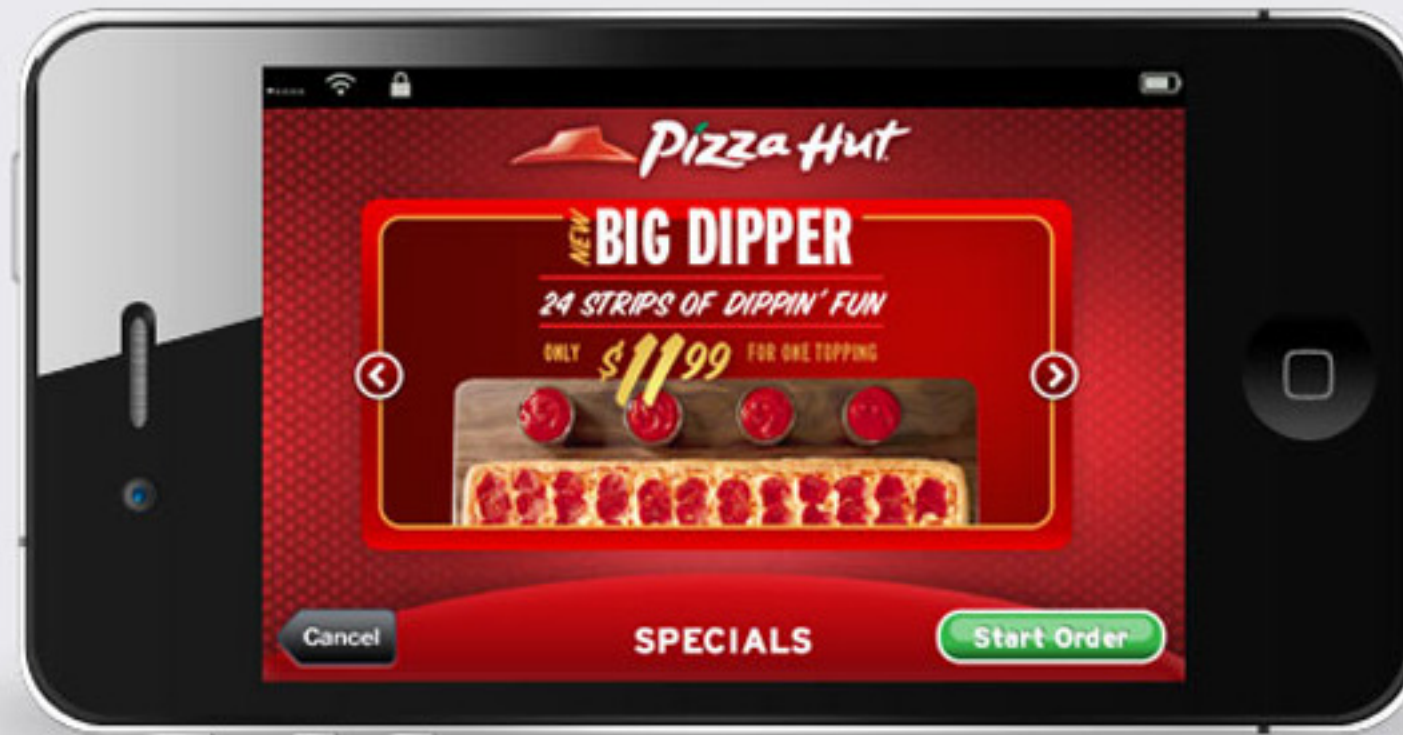 Pizza Hut
NEW BIG DIPPER
24 STRIPS OF DIPPIN' FUN
ONLY $11 99 FOR ONE TOPPING
Cancel
SPECIALS
Start Order